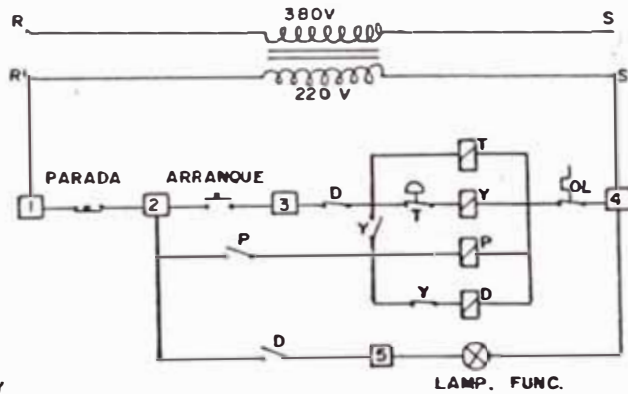 R 380V S
R' 220 V S
PARADA ARRANQUE D T Y OL
1 2 3 T 4
P Y P
Y D
D 5
LAMP. FUNC.
Y